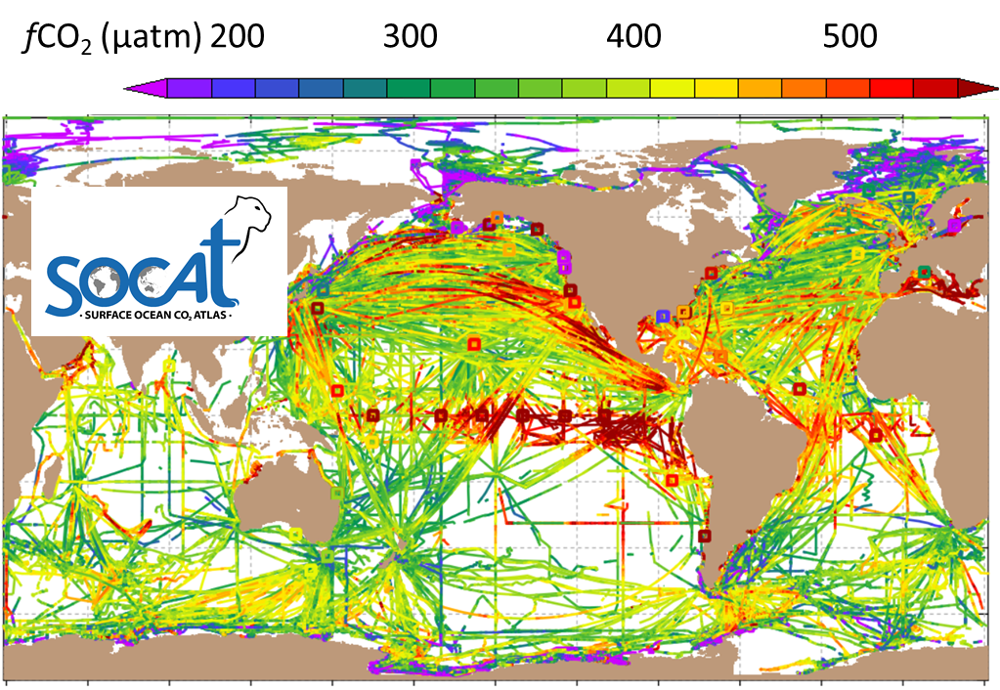 fCO₂ (µatm) 200 300 400 500
SOCAt
· SURFACE OCEAN CO₂ ATLAS ·